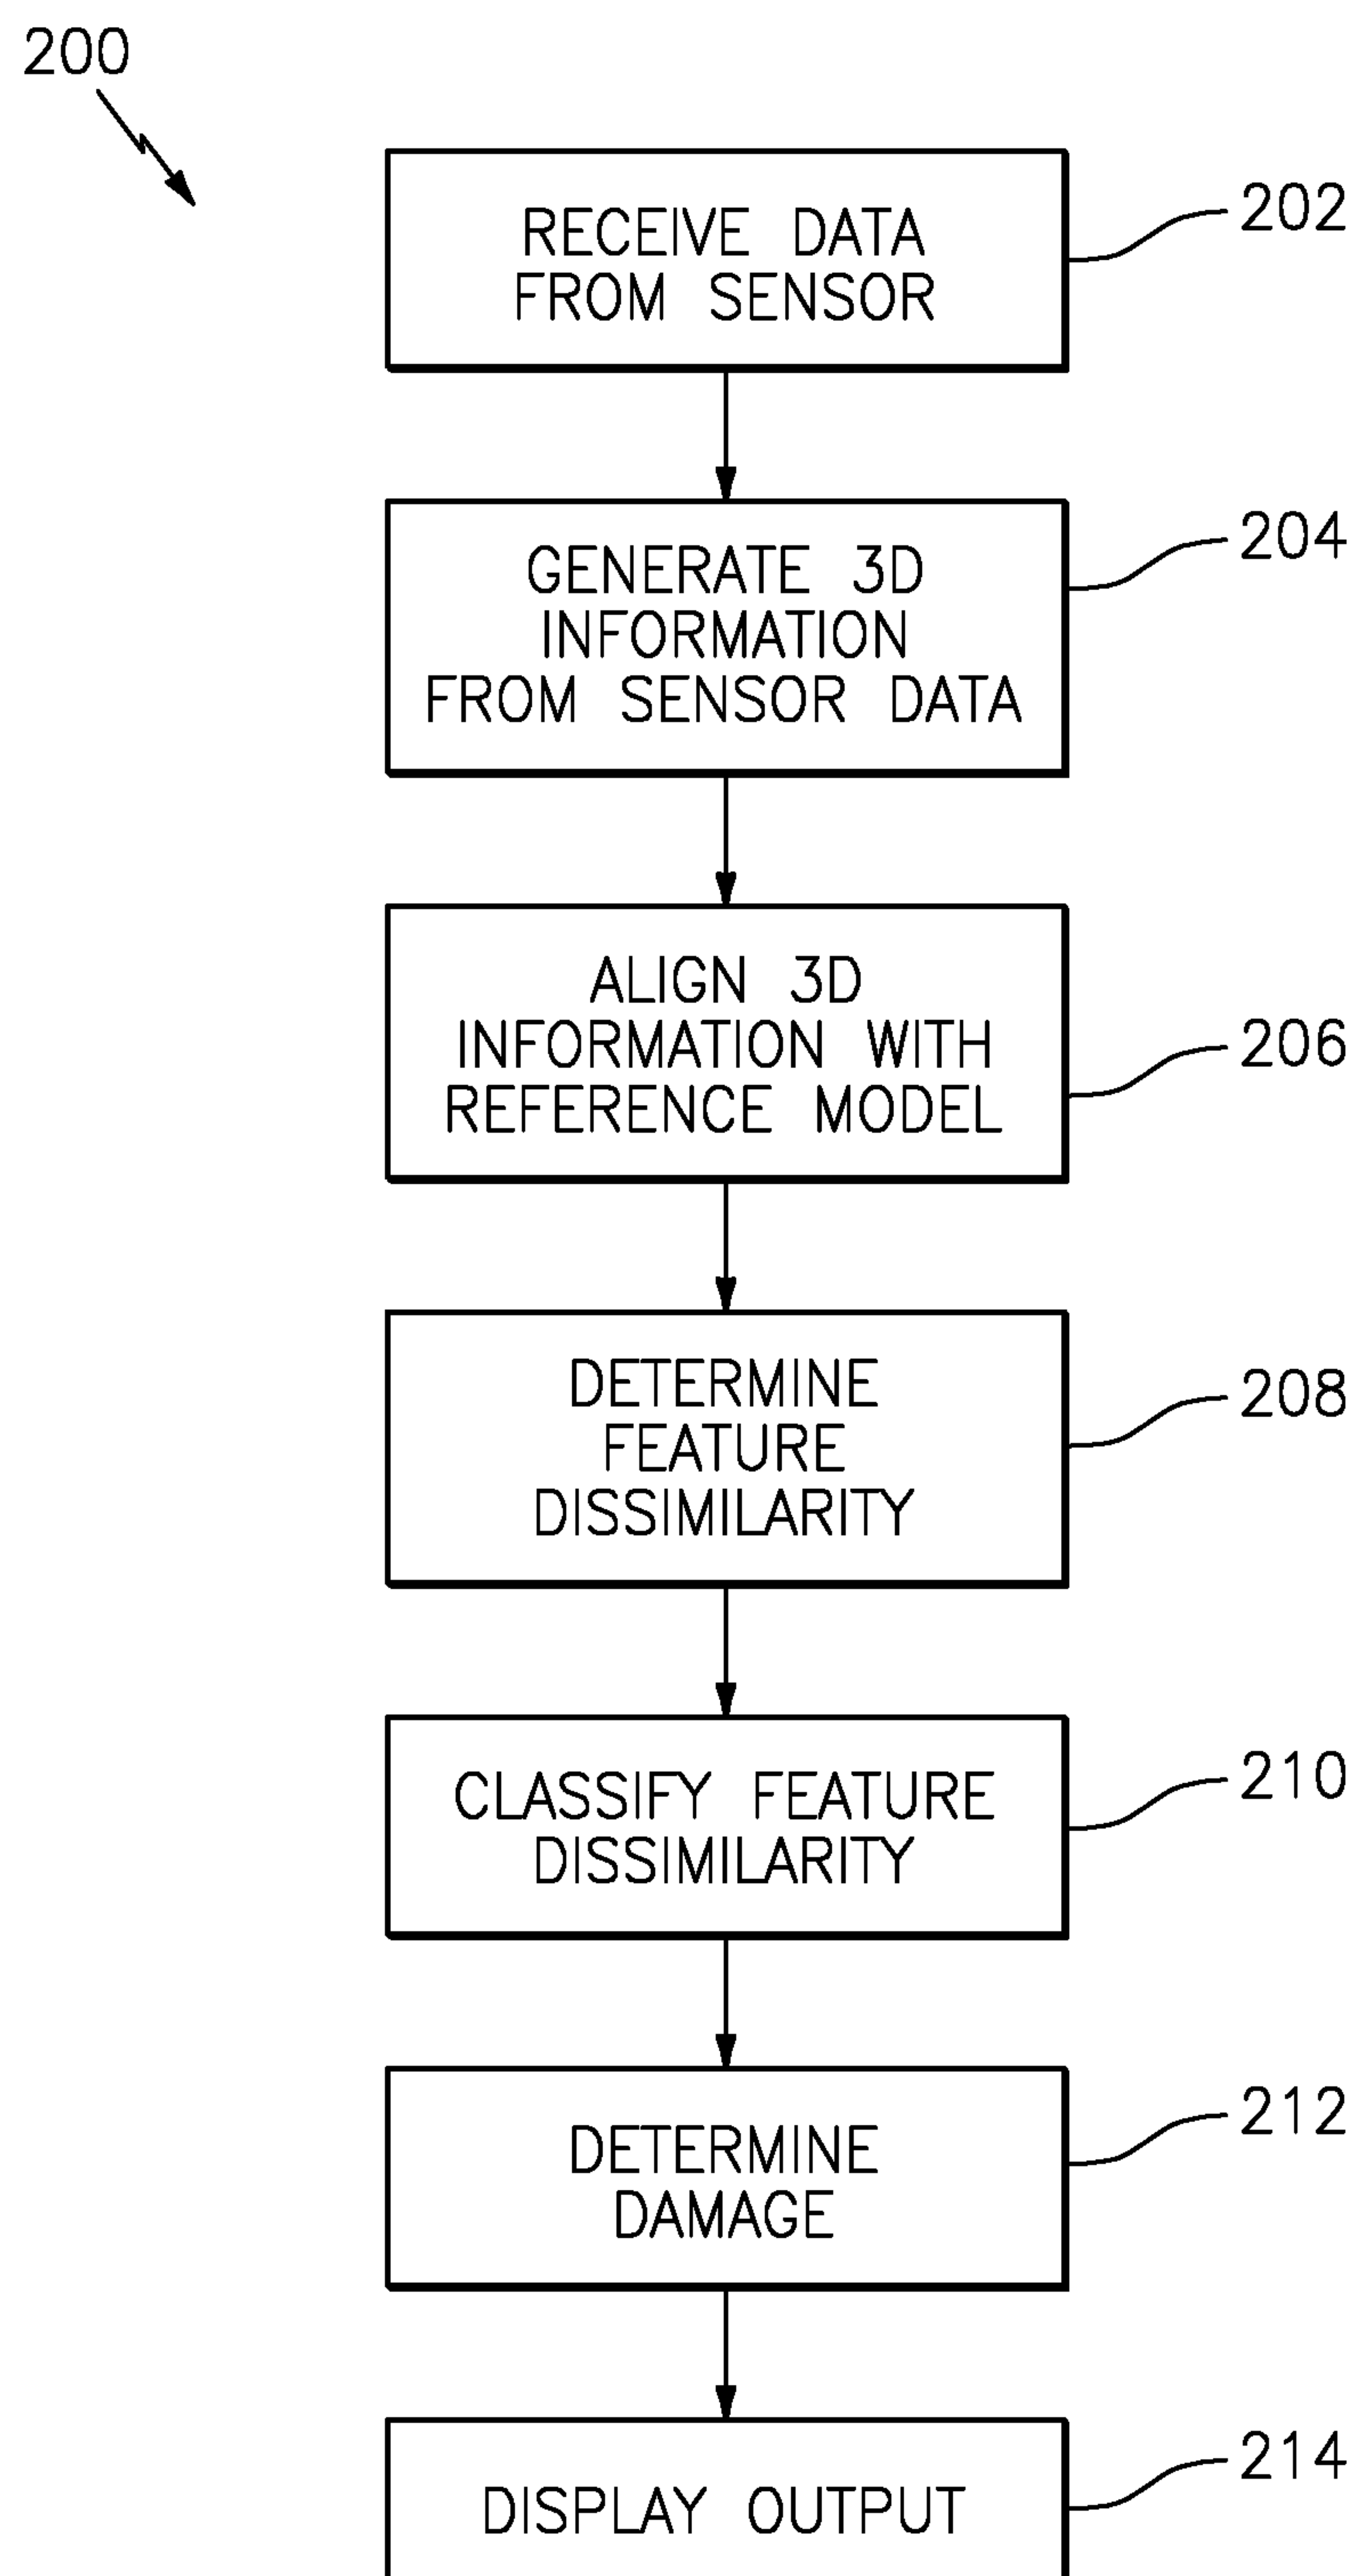 200
RECEIVE DATA
FROM SENSOR
202
GENERATE 3D
INFORMATION
FROM SENSOR DATA
204
ALIGN 3D
INFORMATION WITH
REFERENCE MODEL
206
DETERMINE
FEATURE
DISSIMILARITY
208
CLASSIFY FEATURE
DISSIMILARITY
210
DETERMINE
DAMAGE
212
DISPLAY OUTPUT
214